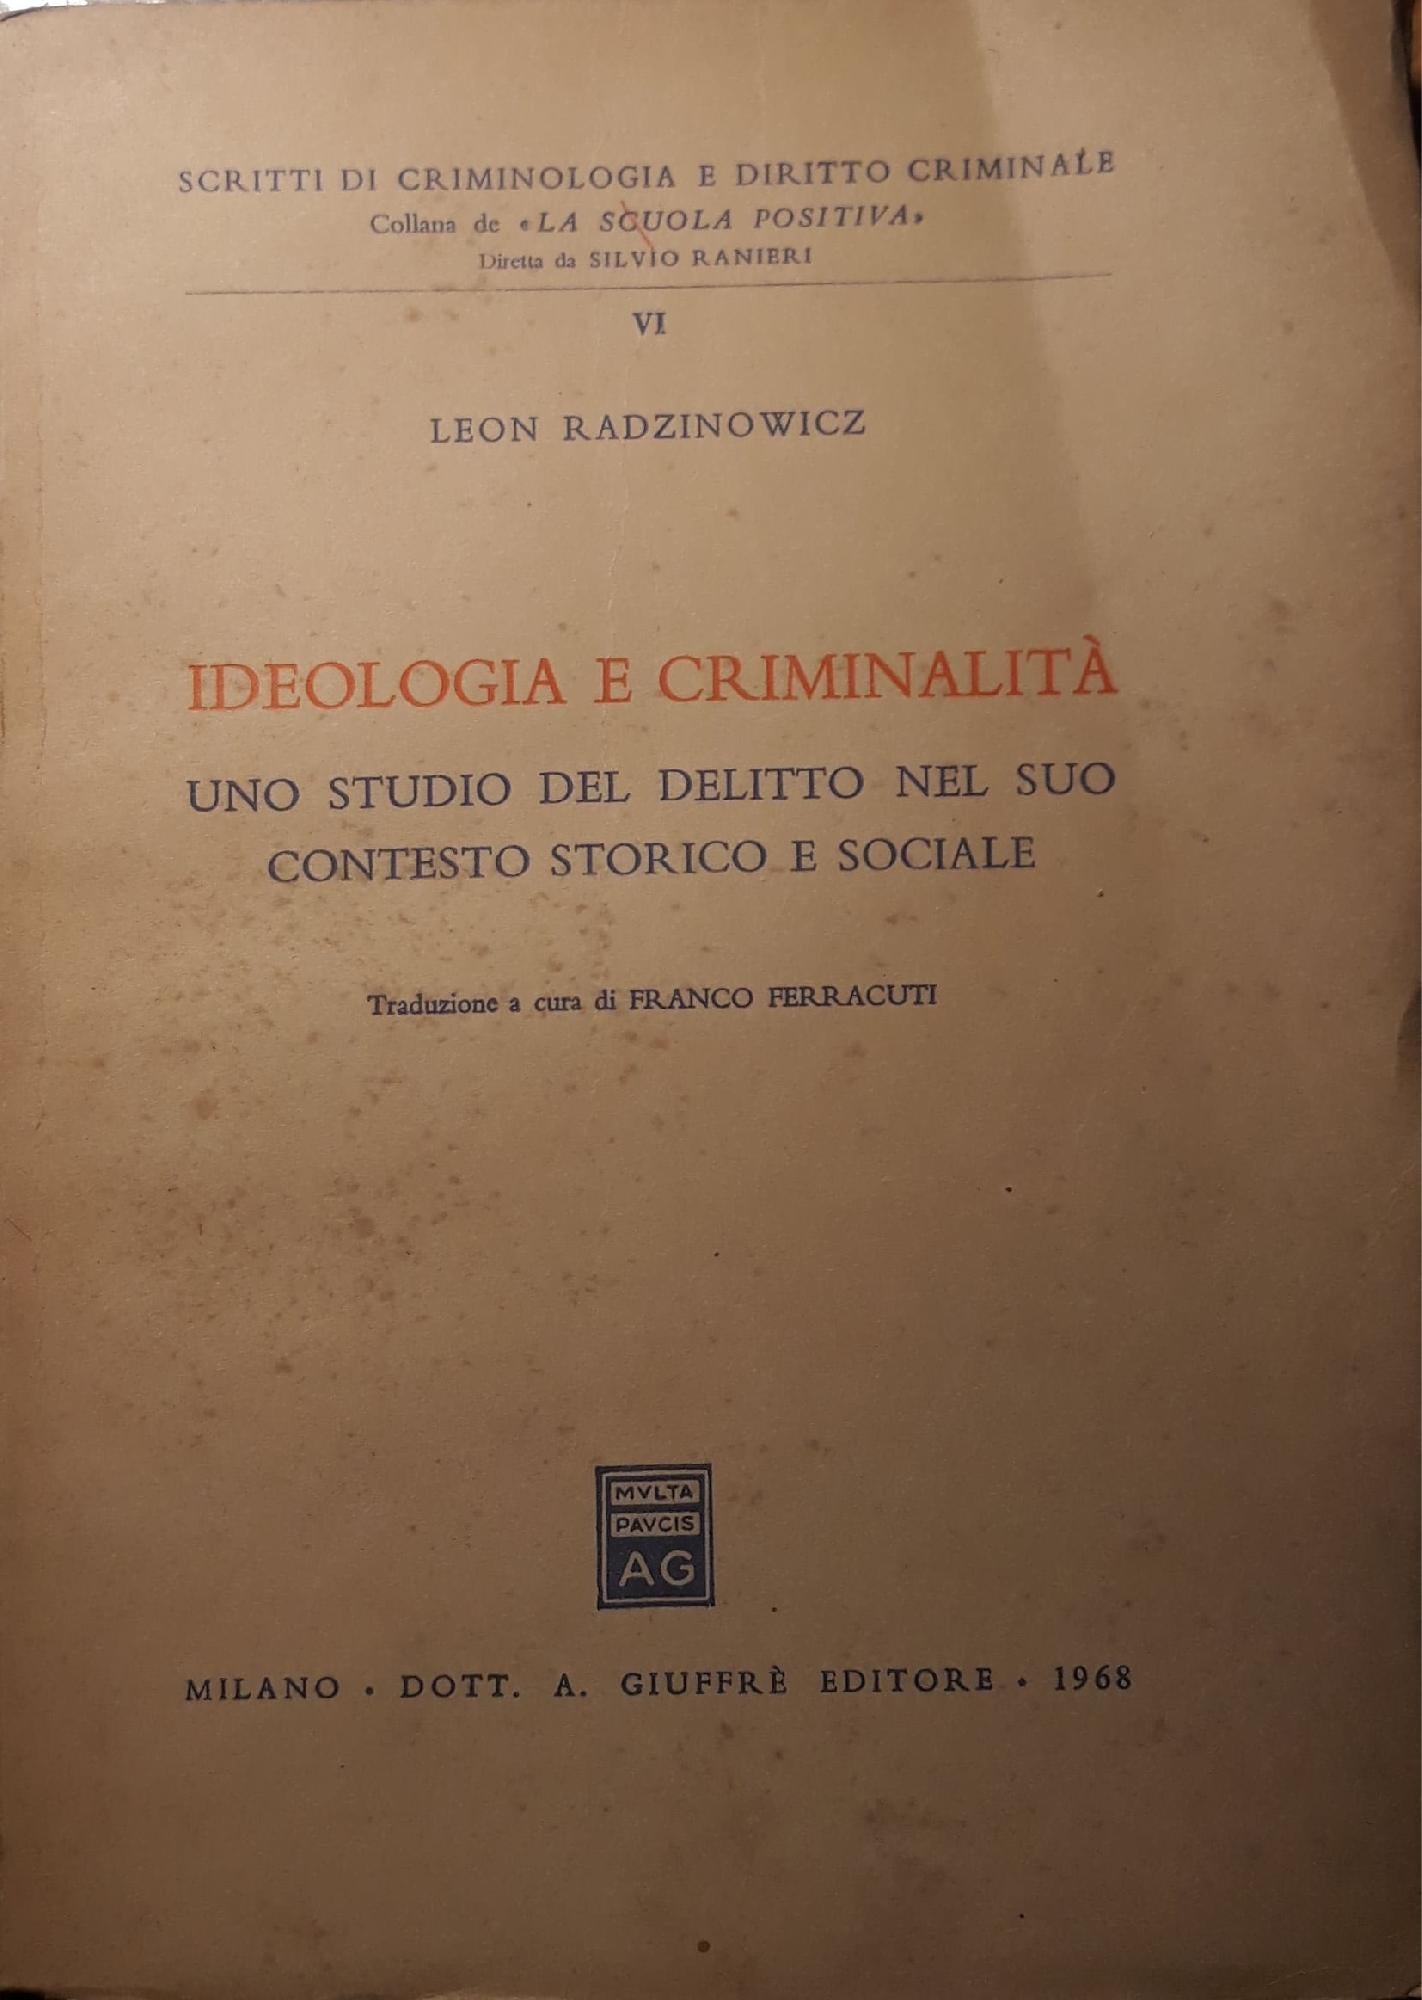 SCRITTI DI CRIMINOLOGIA E DIRITTO CRIMINALE
Collana de «LA SCUOLA POSITIVA»
Diretta da SILVIO RANIERI
VI
LEON RADZINOWICZ
IDEOLOGIA E CRIMINALITÀ
UNO STUDIO DEL DELITTO NEL SUO
CONTESTO STORICO E SOCIALE
Traduzione a cura di FRANCO FERRACUTI
MVLTA
PAVCIS
AG
MILANO • DOTT. A. GIUFFRÈ EDITORE • 1968